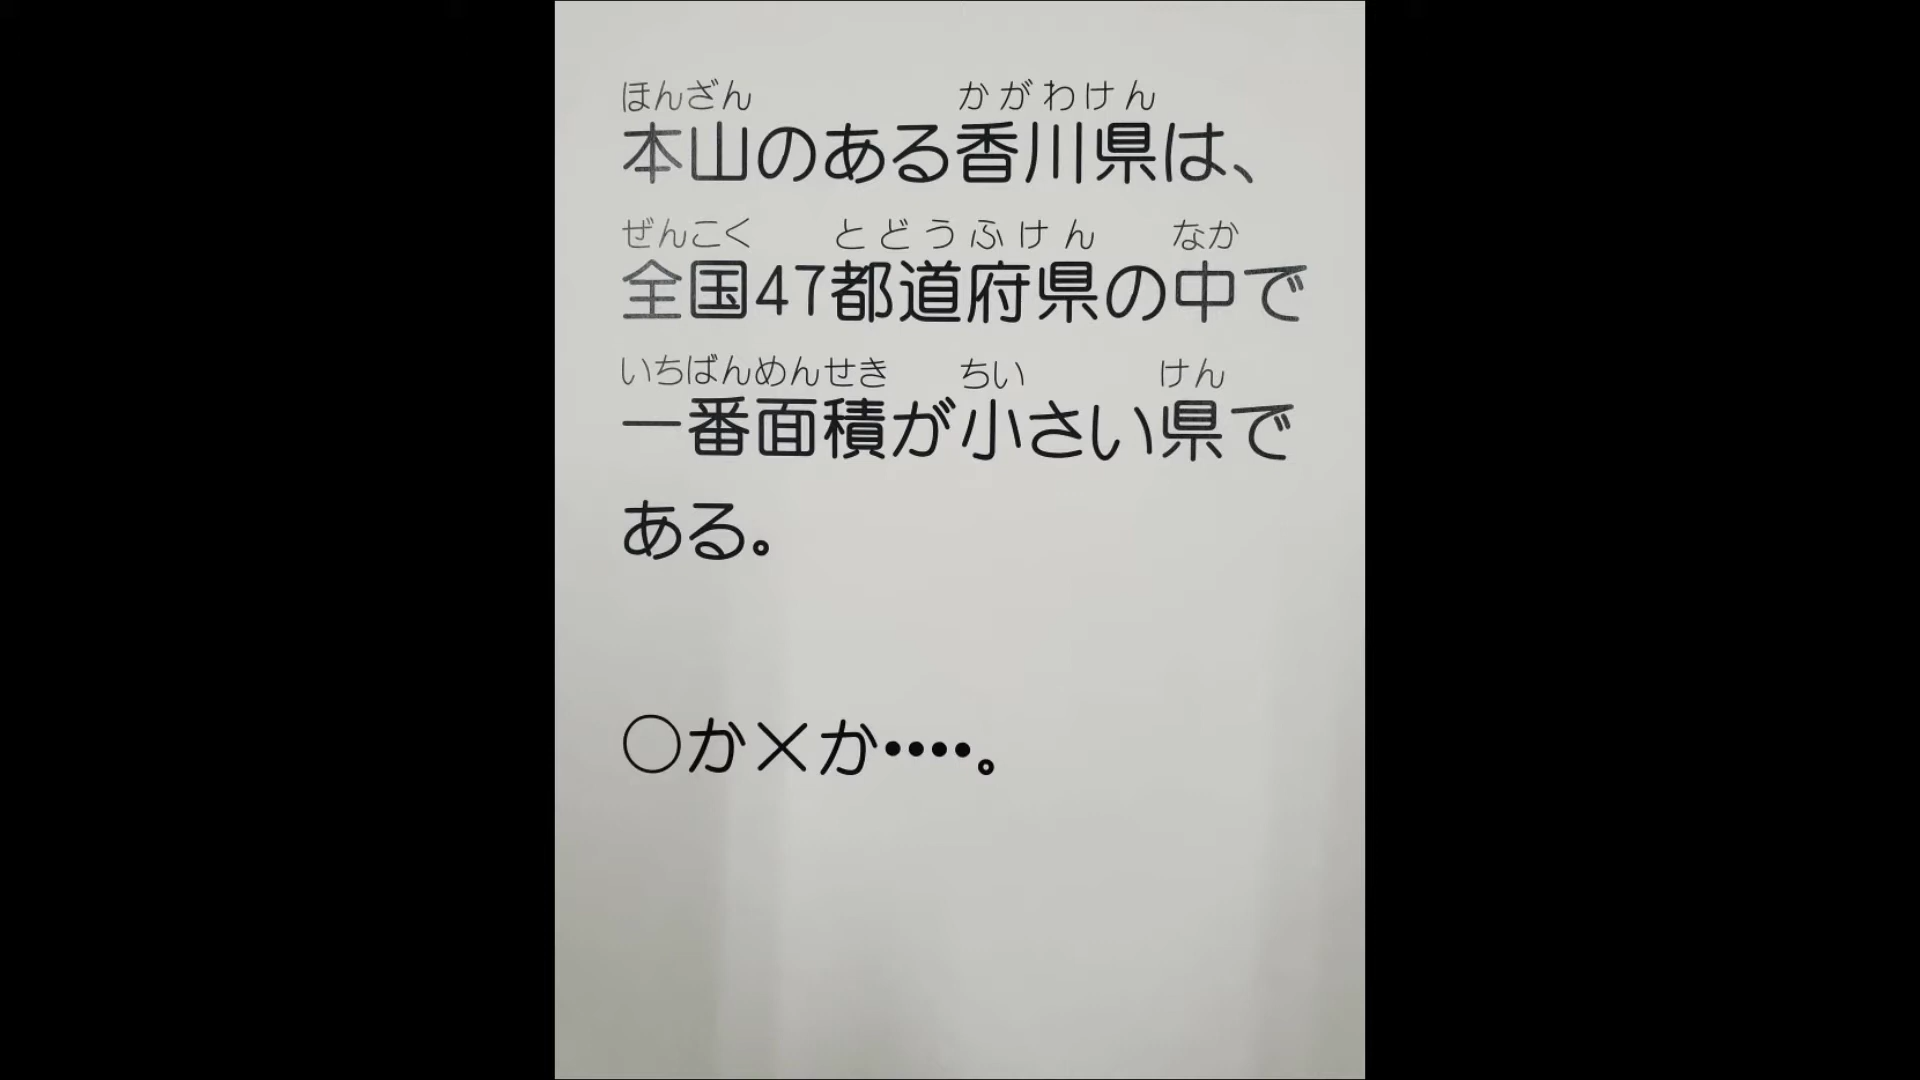 ほんざん かがわけん
本山のある香川県は、
ぜんこく とどうふけん なか
全国47都道府県の中で
いちばんめんせき ちい けん
一番面積が小さい県で
ある。
○か×か････。